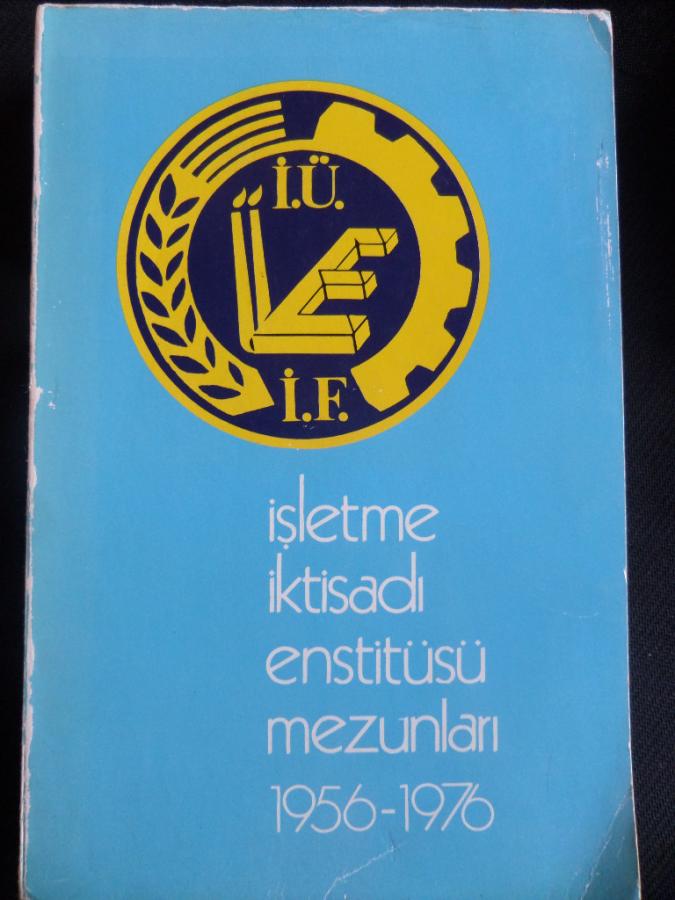 İ.Ü.
İİE
İ.F.
işletme
iktisadı
enstitüsü
mezunları
1956-1976